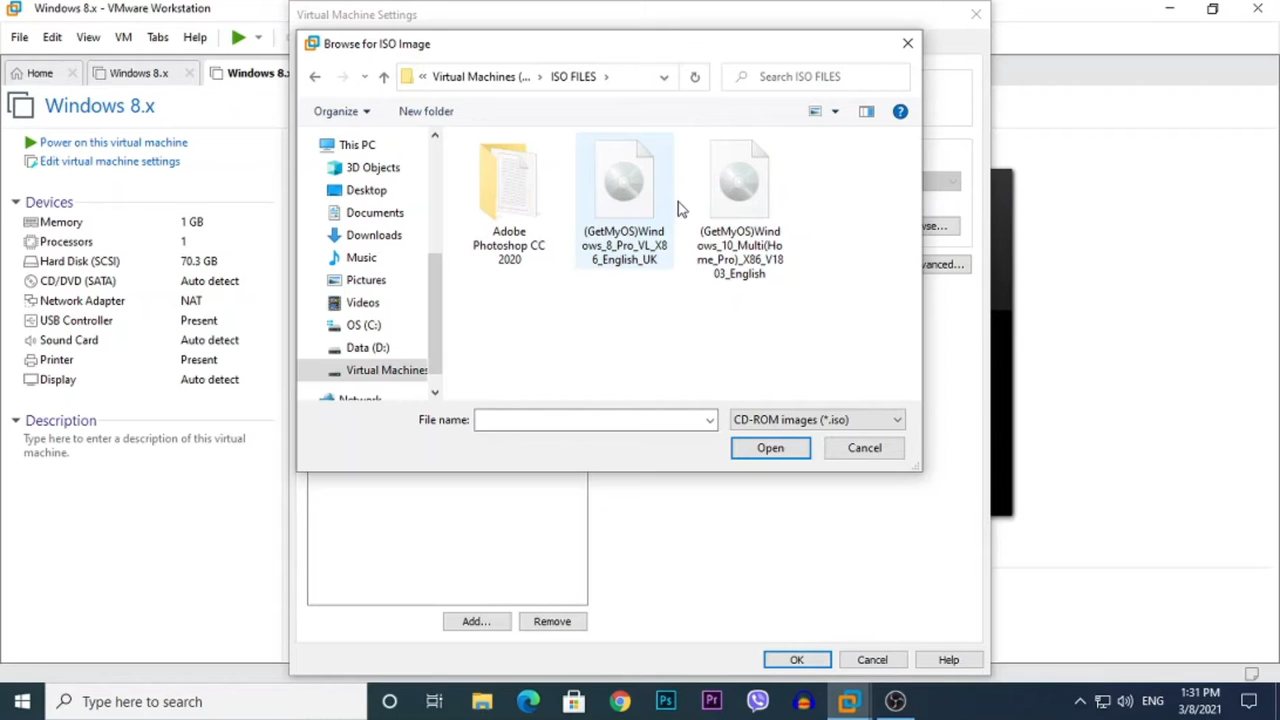 Windows 8.x - VMware Workstation
File Edit View VM Tabs Help
Home
Windows 8.x
Windows 8.
Windows 8.x
Power on this virtual machine
Edit virtual machine settings
Devices
Memory 1 GB
Processors 1
Hard Disk (SCSI) 70.3 GB
CD/DVD (SATA) Auto detect
Network Adapter NAT
USB Controller Present
Sound Card Auto detect
Printer Present
Display Auto detect
Description
Type here to enter a description of this virtual
machine.
Virtual Machine Settings
Browse for ISO Image
Virtual Machines (... ISO FILES
Search ISO FILES
Organize New folder
This PC
3D Objects
Desktop
Documents
Downloads
Music
Pictures
Videos
OS (C:)
Data (D:)
Virtual Machines
Network
Adobe
Photoshop CC
2020
(GetMyOS)Wind
ows_8_Pro_VL_X8
6_English_UK
(GetMyOS)Wind
ows_10_Multi(Ho
me_Pro)_X86_V18
03_English
File name:
CD-ROM images (*.iso)
Open Cancel
wse...
vanced...
Add... Remove
OK Cancel Help
Type here to search
Ps
Pr
ENG
1:31 PM
3/8/2021